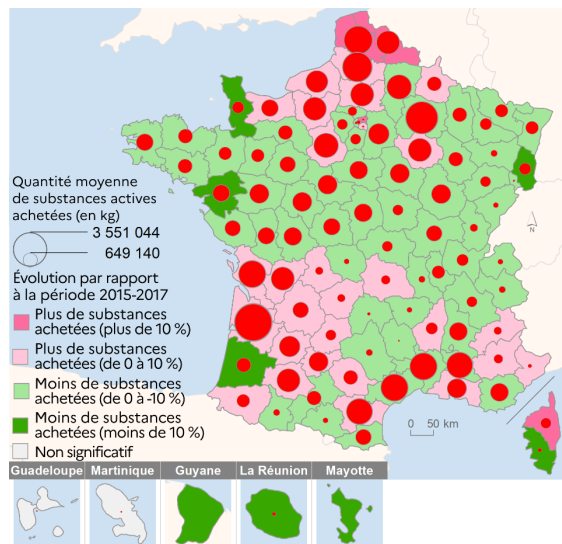 Quantité moyenne
de substances actives
achetées (en kg)
3 551 044
649 140
Évolution par rapport
à la période 2015-2017
Plus de substances
achetées (plus de 10 %)
Plus de substances
achetées (de 0 à 10 %)
Moins de substances
achetées (de 0 à -10 %)
Moins de substances
achetées (moins de 10 %)
Non significatif
N
0 50 km
Guadeloupe Martinique Guyane La Réunion Mayotte